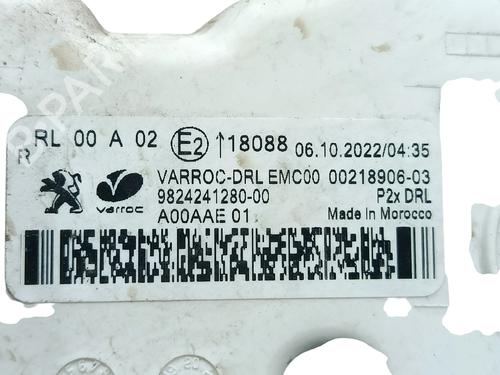 RL 00 A 02 E2 ↑18088 06.10.2022/04:35
R
VARROC-DRL EMC00 00218906-03
varroc 9824241280-00 P2x DRL
A00AAE 01 Made in Morocco